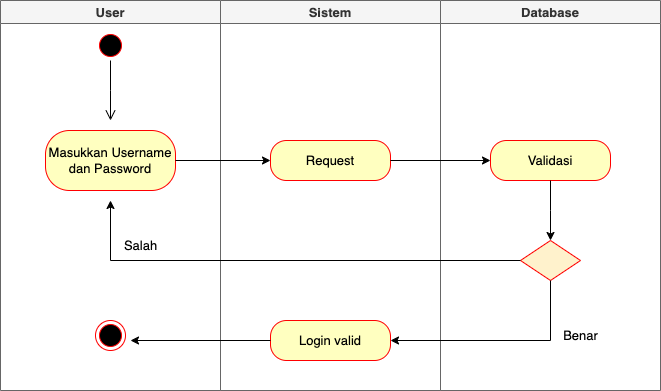 User
Sistem
Database
Masukkan Username
dan Password
Request
Validasi
Salah
Benar
Login valid